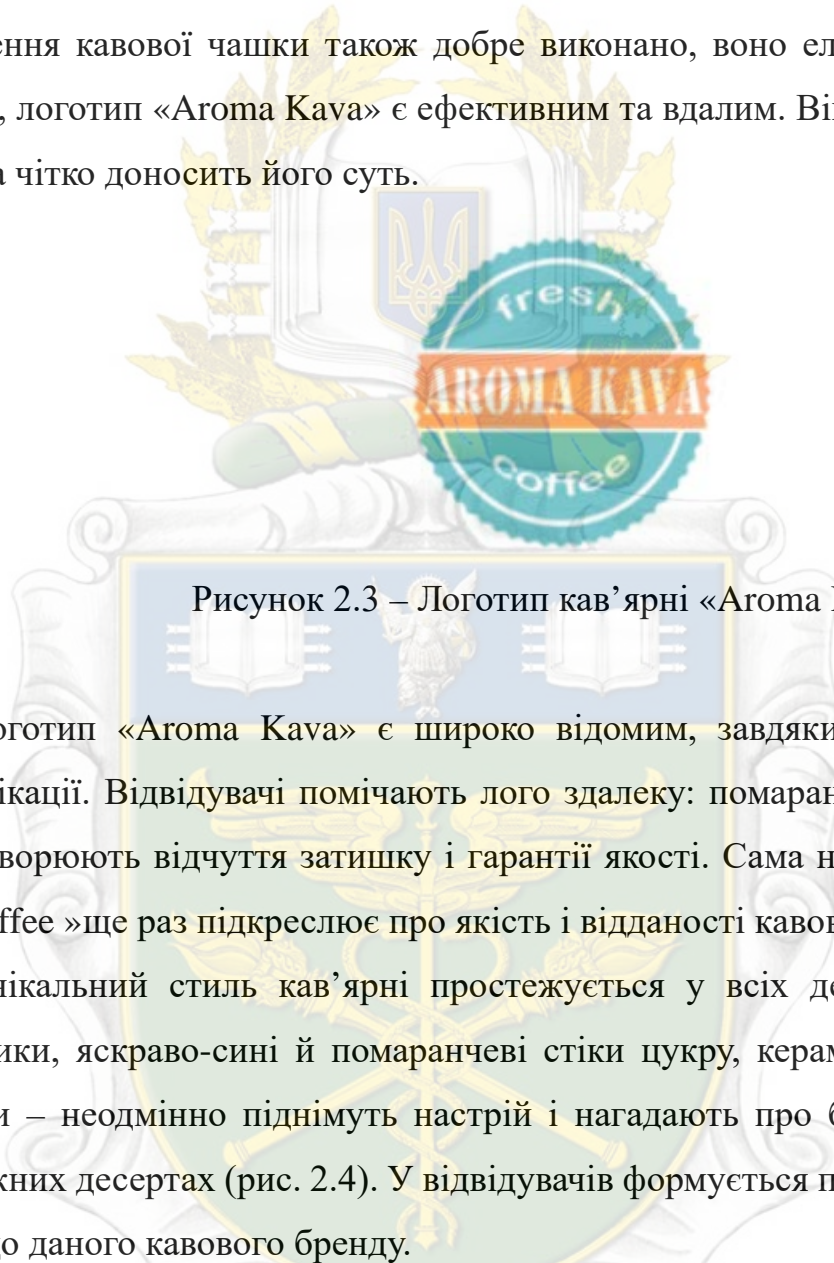 ення кавової чашки також добре виконано, воно ел
, логотип «Aroma Kava» є ефективним та вдалим. Ві
а чітко доносить його суть.
fresh
AROMA KAVA
coffee
Рисунок 2.3 – Логотип кав’ярні «Aroma
оготип «Aroma Kava» є широко відомим, завдяки
ікації. Відвідувачі помічають лого здалеку: помаран
ворюють відчуття затишку і гарантії якості. Сама н
ffee »ще раз підкреслює про якість і відданості кавов
нікальний стиль кав’ярні простежується у всіх де
ики, яскраво-сині й помаранчеві стіки цукру, керам
и – неодмінно піднімуть настрій і нагадають про б
жних десертах (рис. 2.4). У відвідувачів формується п
до даного кавового бренду.